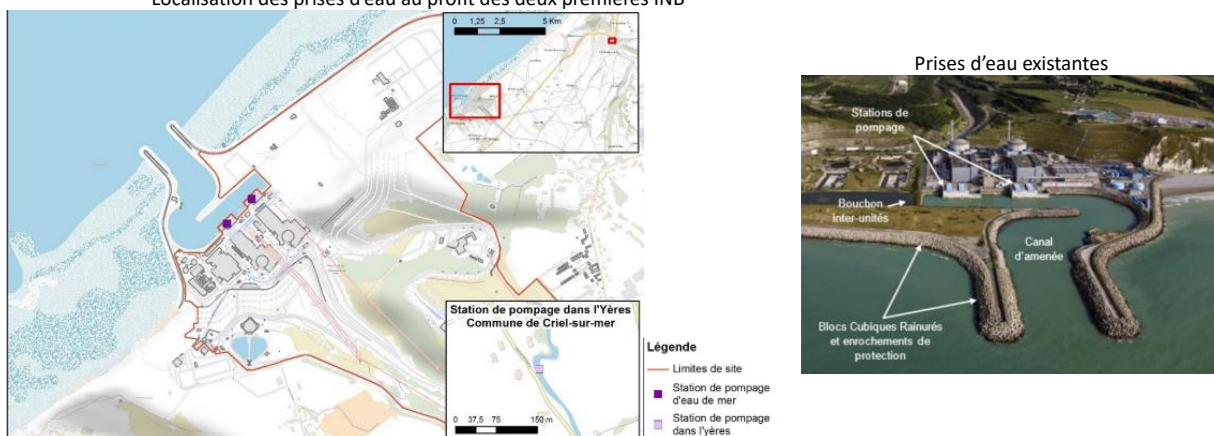 Localisation des prises d'eau au profit des deux premières INB
0 1,25 2,5 5 Km
Station de pompage dans l'Yères
Commune de Criel-sur-mer
0 37,5 75 150 m
Légende
Limites de site
Station de pompage
d'eau de mer
Station de pompage
dans l'yères
Prises d'eau existantes
Stations de
pompage
Bouchon
inter-unités
Canal
d'amenée
Blocs Cubiques Rainurés
et enrochements de
protection